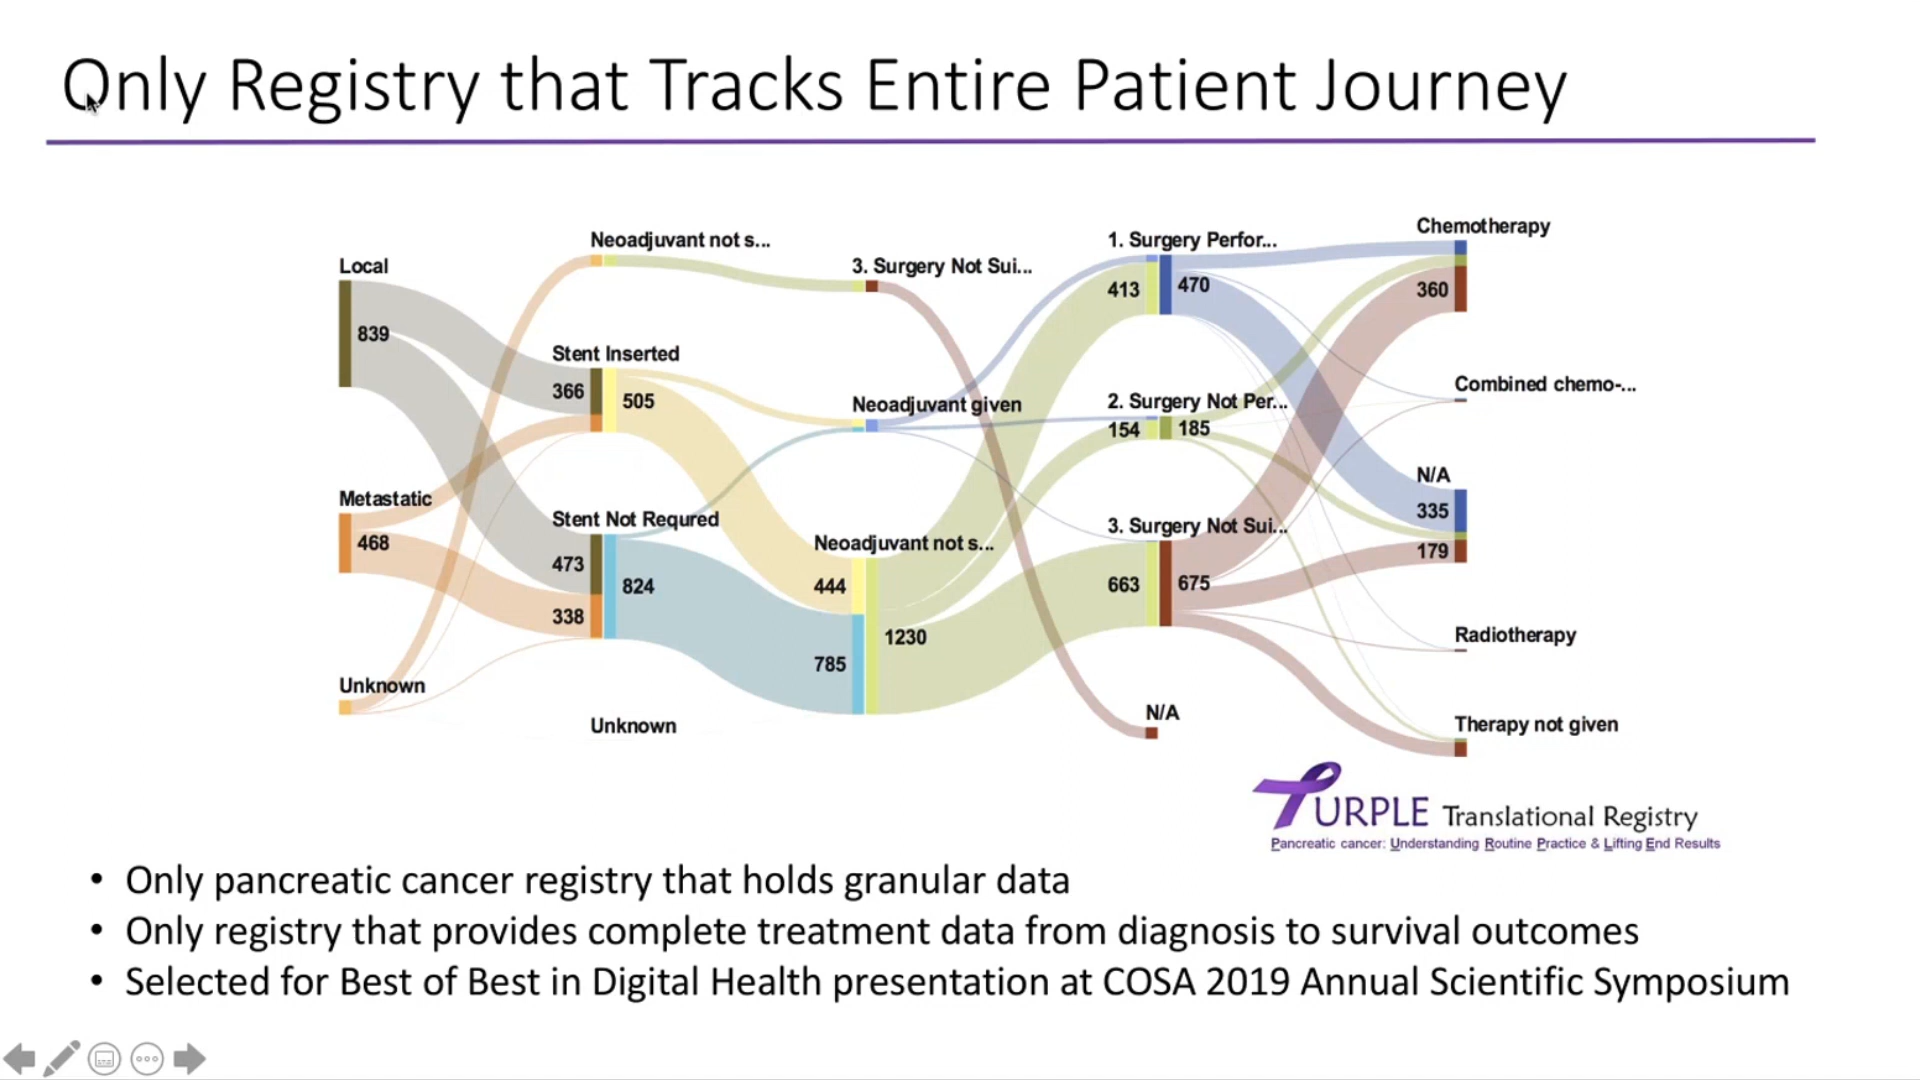 Only Registry that Tracks Entire Patient Journey
Local
839
Metastatic
468
Unknown
Neoadjuvant not s...
Stent Inserted
366
505
Stent Not Requred
473
824
338
Unknown
3. Surgery Not Sui...
Neoadjuvant given
Neoadjuvant not s...
444
1230
785
1. Surgery Perfor...
413
470
2. Surgery Not Per...
154
185
3. Surgery Not Sui...
663
675
N/A
Chemotherapy
360
Combined chemo-...
N/A
335
179
Radiotherapy
Therapy not given
PURPLE Translational Registry
Pancreatic cancer: Understanding Routine Practice & Lifting End Results
• Only pancreatic cancer registry that holds granular data
• Only registry that provides complete treatment data from diagnosis to survival outcomes
• Selected for Best of Best in Digital Health presentation at COSA 2019 Annual Scientific Symposium